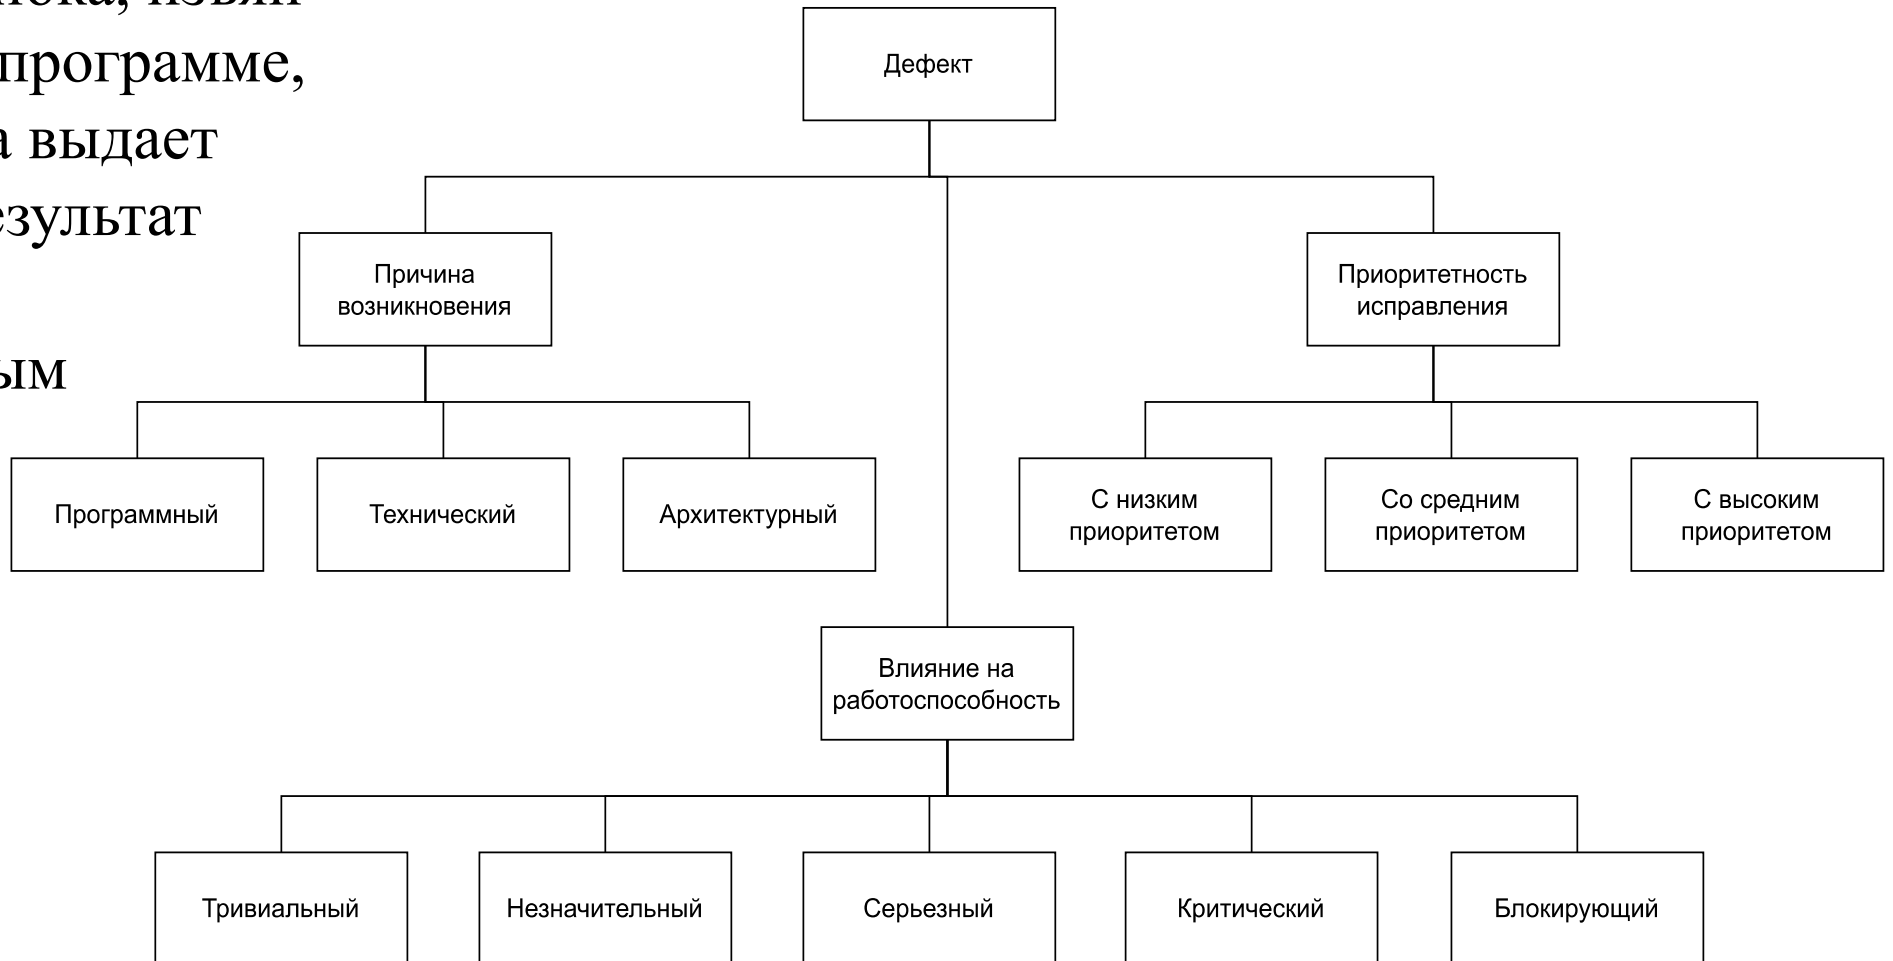 программе,
выдает
Дефект
Причина
возникновения
Приоритетность
исправления
Программный
Технический
Архитектурный
С низким
приоритетом
Со средним
приоритетом
С высоким
приоритетом
Влияние на
работоспособность
Тривиальный
Незначительный
Серьезный
Критический
Блокирующий